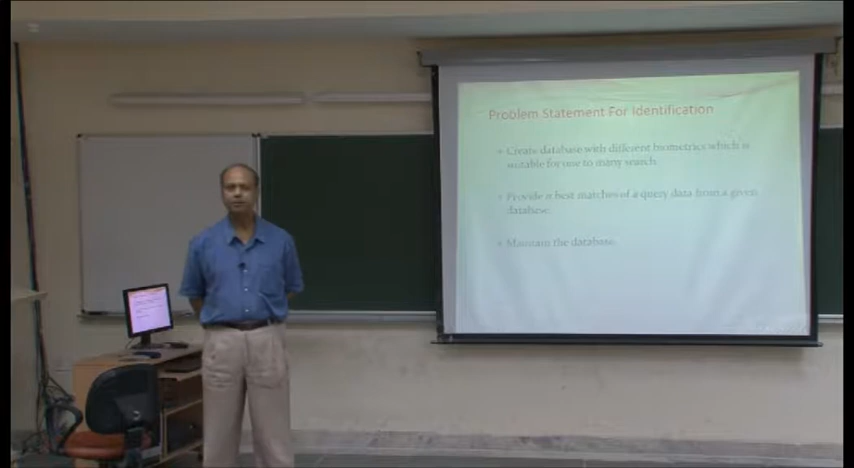 Problem Statement For Identification
Create database with different biometrics which is
suitable for one to many search.
Provide n best matches of a query data from a given
database.
Maintain the database.